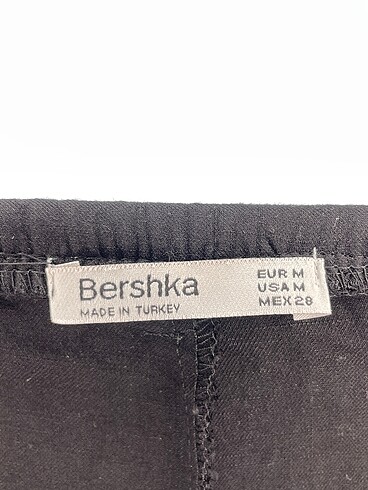 Bershka
MADE IN TURKEY
EUR M
USA M
MEX 28